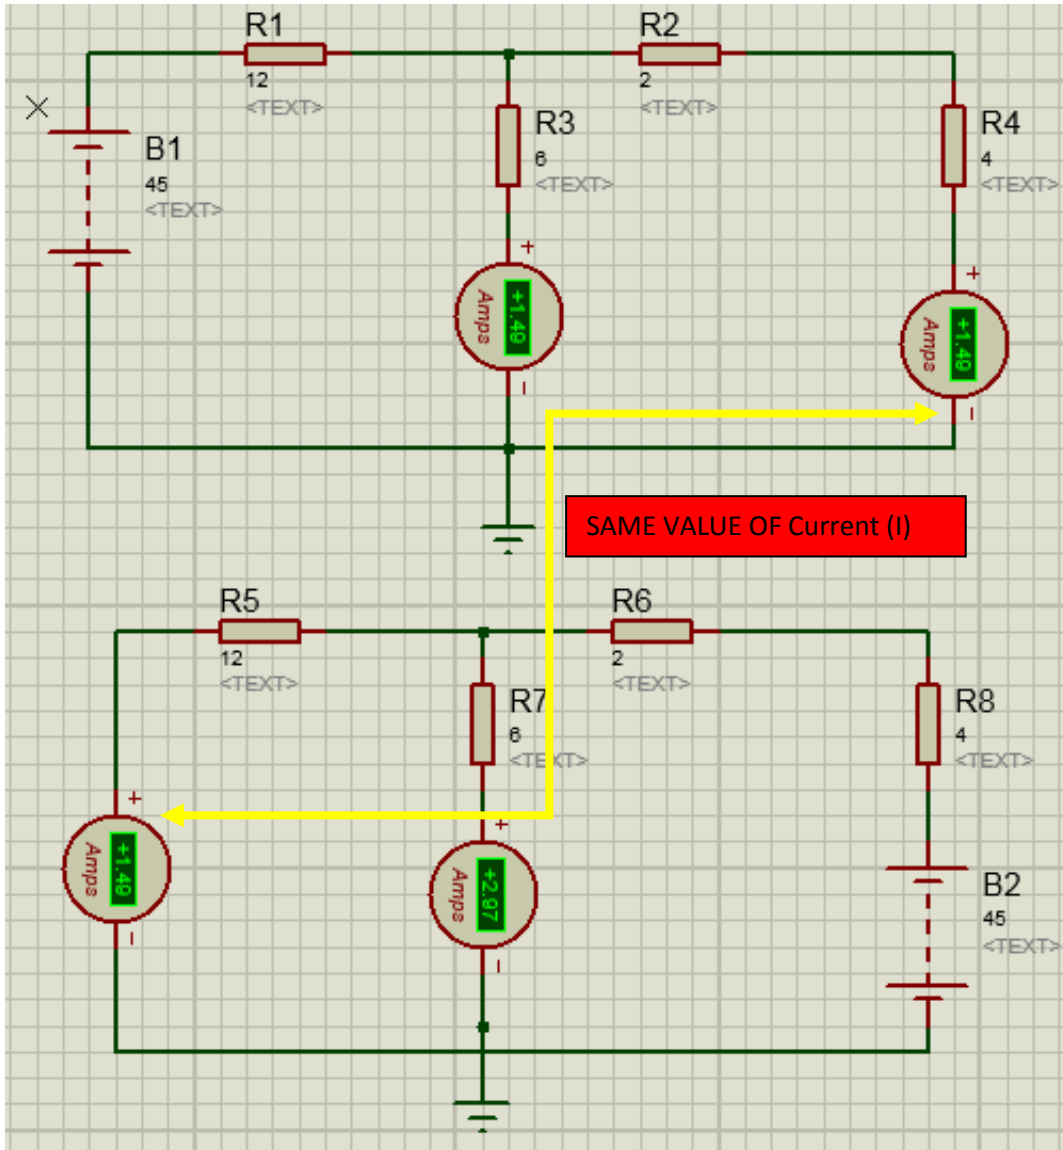 R1
R2
12
<TEXT>
2
<TEXT>
B1
45
<TEXT>
R3
6
<TEXT>
R4
4
<TEXT>
+
+1.49
Amps
−
+
+1.49
Amps
−
SAME VALUE OF Current (I)
R5
R6
12
<TEXT>
2
<TEXT>
R7
6
<TEXT>
R8
4
<TEXT>
+
+1.49
Amps
−
+
+2.97
Amps
−
B2
45
<TEXT>